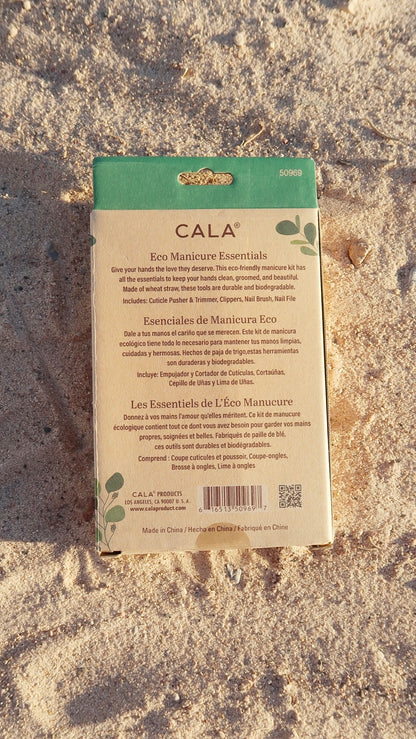 50969
CALA®
Eco Manicure Essentials
Give your hands the love they deserve. This eco-friendly manicure kit has
all the essentials to keep your hands clean, groomed, and beautiful.
Made of wheat straw, these tools are durable and biodegradable.
Includes: Cuticle Pusher & Trimmer, Clippers, Nail Brush, Nail File
Esenciales de Manicura Eco
Dale a tus manos el cariño que se merecen. Este kit de manicura
ecológico tiene todo lo necesario para mantener tus manos limpias,
cuidadas y hermosas. Hechos de paja de trigo,estas herramientas
son duraderas y biodegradables.
Incluye: Empujador y Cortador de Cutículas, Cortaúñas,
Cepillo de Uñas y Lima de Uñas.
Les Essentiels de L'Éco Manucure
Donnez à vos mains l'amour qu'elles méritent. Ce kit de manucure
écologique contient tout ce dont vous avez besoin pour garder vos mains
propres, soignées et belles. Fabriqués de paille de blé,
ces outils sont durables et biodégradables.
Comprend : Coupe cuticules et poussoir, Coupe-ongles,
Brosse à ongles, Lime à ongles
CALA® PRODUCTS
LOS ANGELES, CA 90007 U.S.A.
www.calaproduct.com
6 16513 50969 7
Made in China / Hecho en China / Fabriqué en Chine